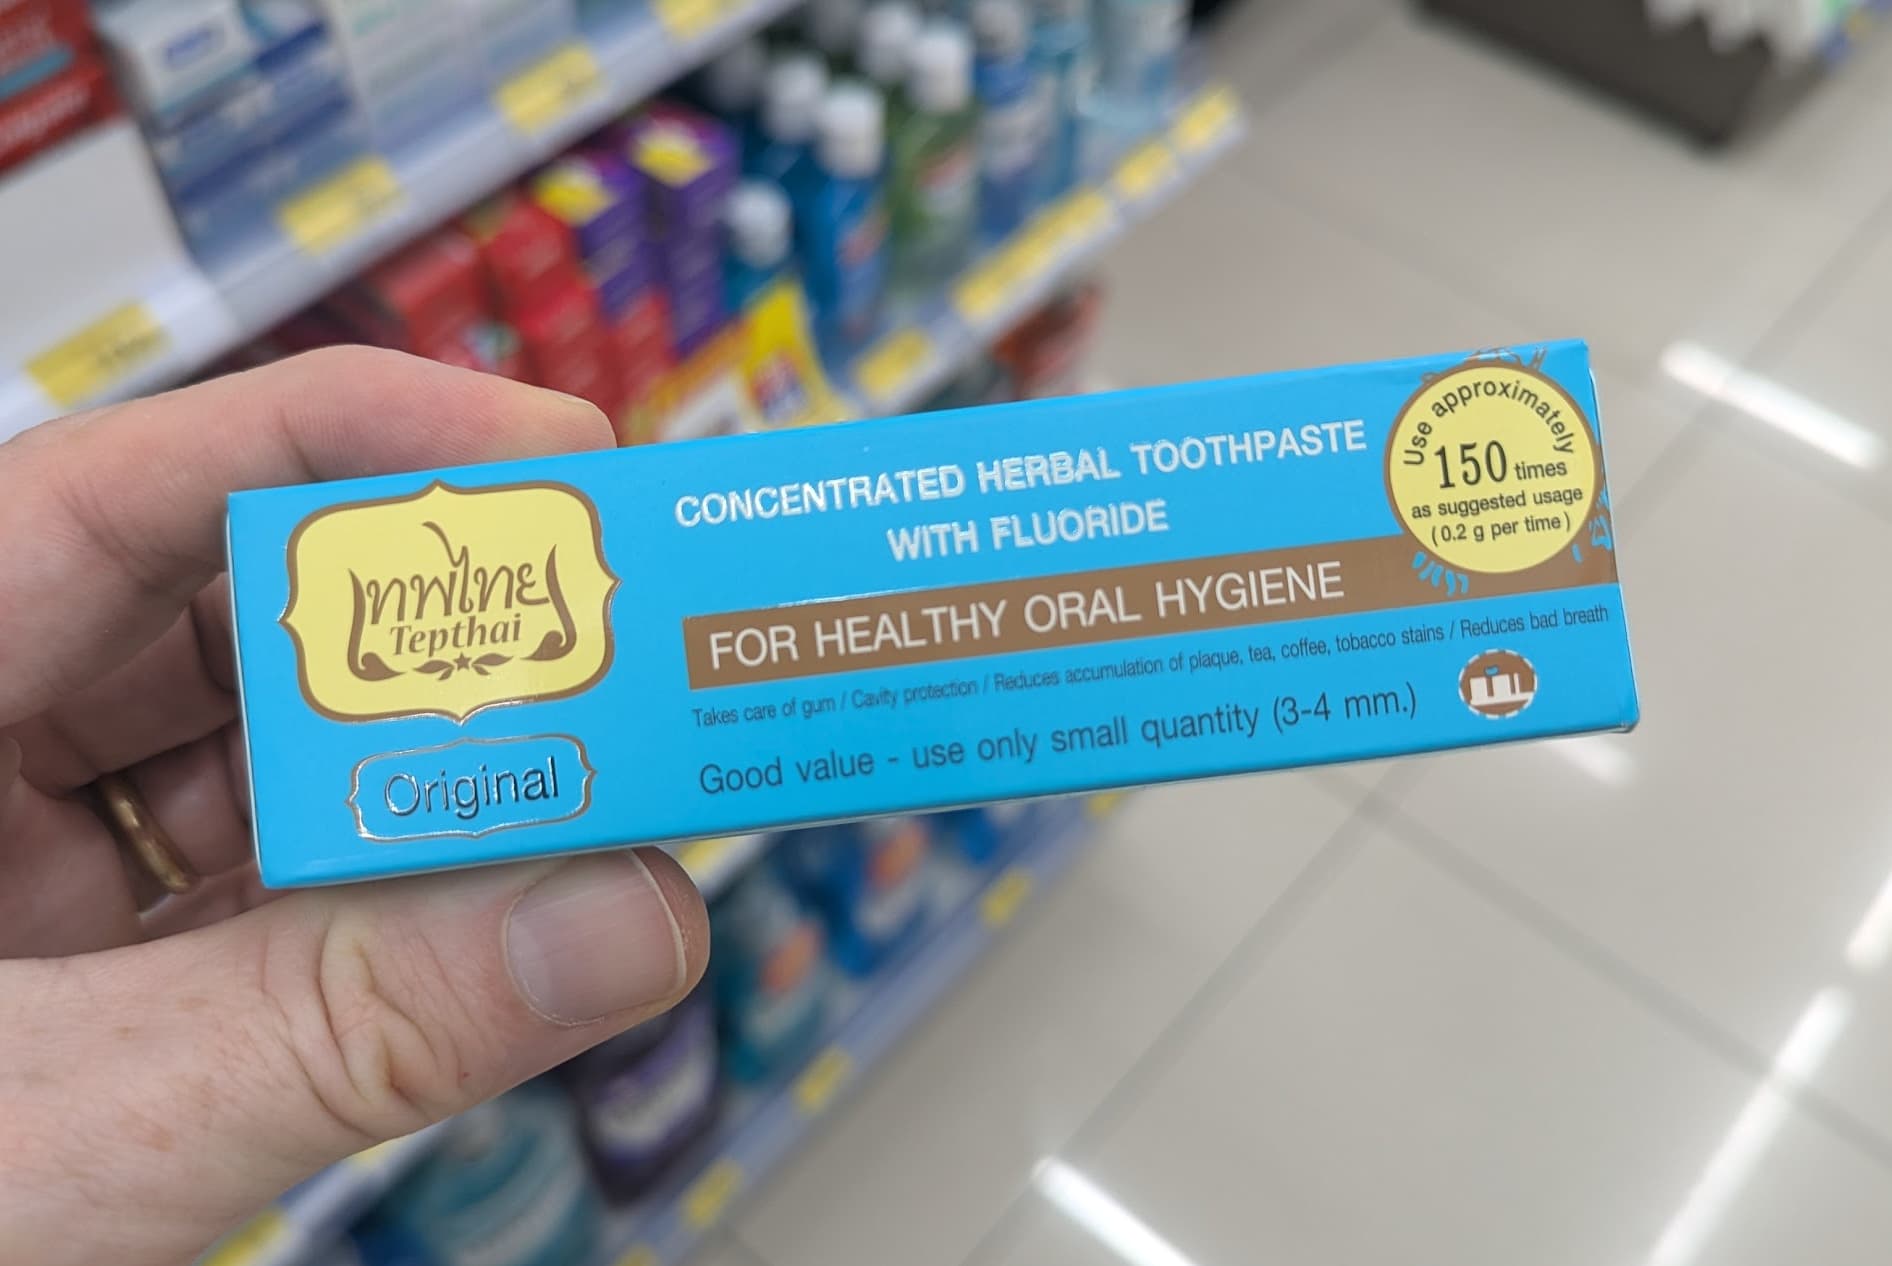 เทพไทย
Tepthai
Original
CONCENTRATED HERBAL TOOTHPASTE
WITH FLUORIDE
FOR HEALTHY ORAL HYGIENE
Takes care of gum / Cavity protection / Reduces accumulation of plaque, tea, coffee, tobacco stains / Reduces bad breath
Good value - use only small quantity (3-4 mm.)
Use approximately
150 times
as suggested usage
(0.2 g per time)